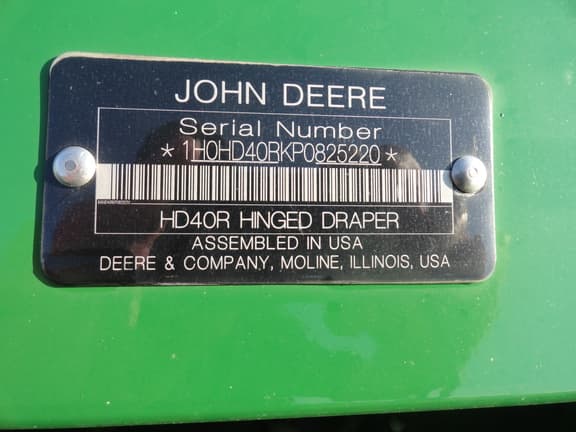 JOHN DEERE
Serial Number
*1H0HD40RKP0825220*
HD40R HINGED DRAPER
ASSEMBLED IN USA
DEERE & COMPANY, MOLINE, ILLINOIS, USA